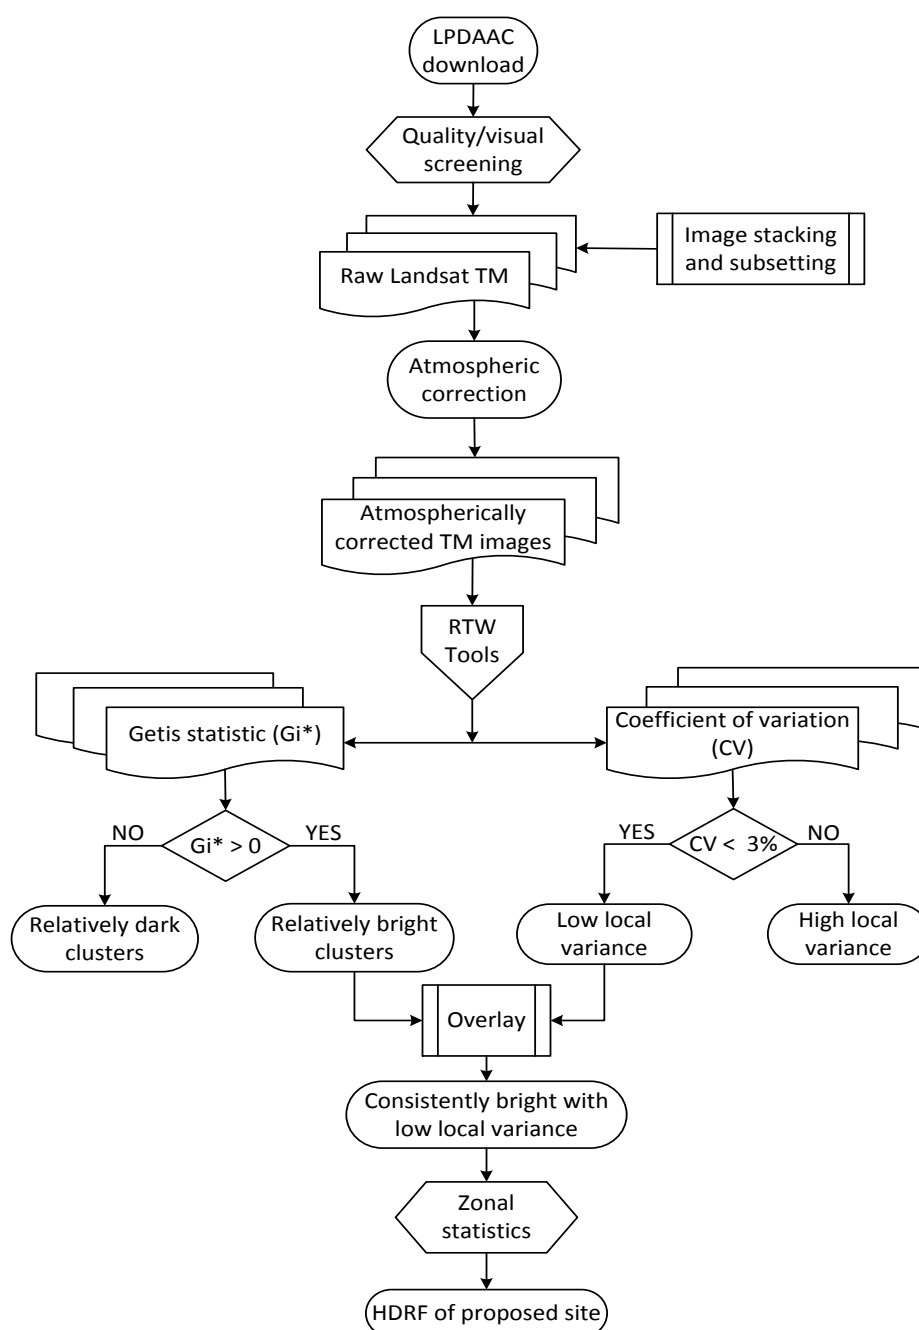 LPDAAC
download
Quality/visual
screening
Image stacking
and subsetting
Raw Landsat TM
Atmospheric
correction
Atmospherically
corrected TM images
RTW
Tools
Getis statistic (Gi*)
Coefficient of variation
(CV)
NO
Gi* > 0
YES
YES
CV < 3%
NO
Relatively dark
clusters
Relatively bright
clusters
Low local
variance
High local
variance
Overlay
Consistently bright with
low local variance
Zonal
statistics
HDRF of proposed site